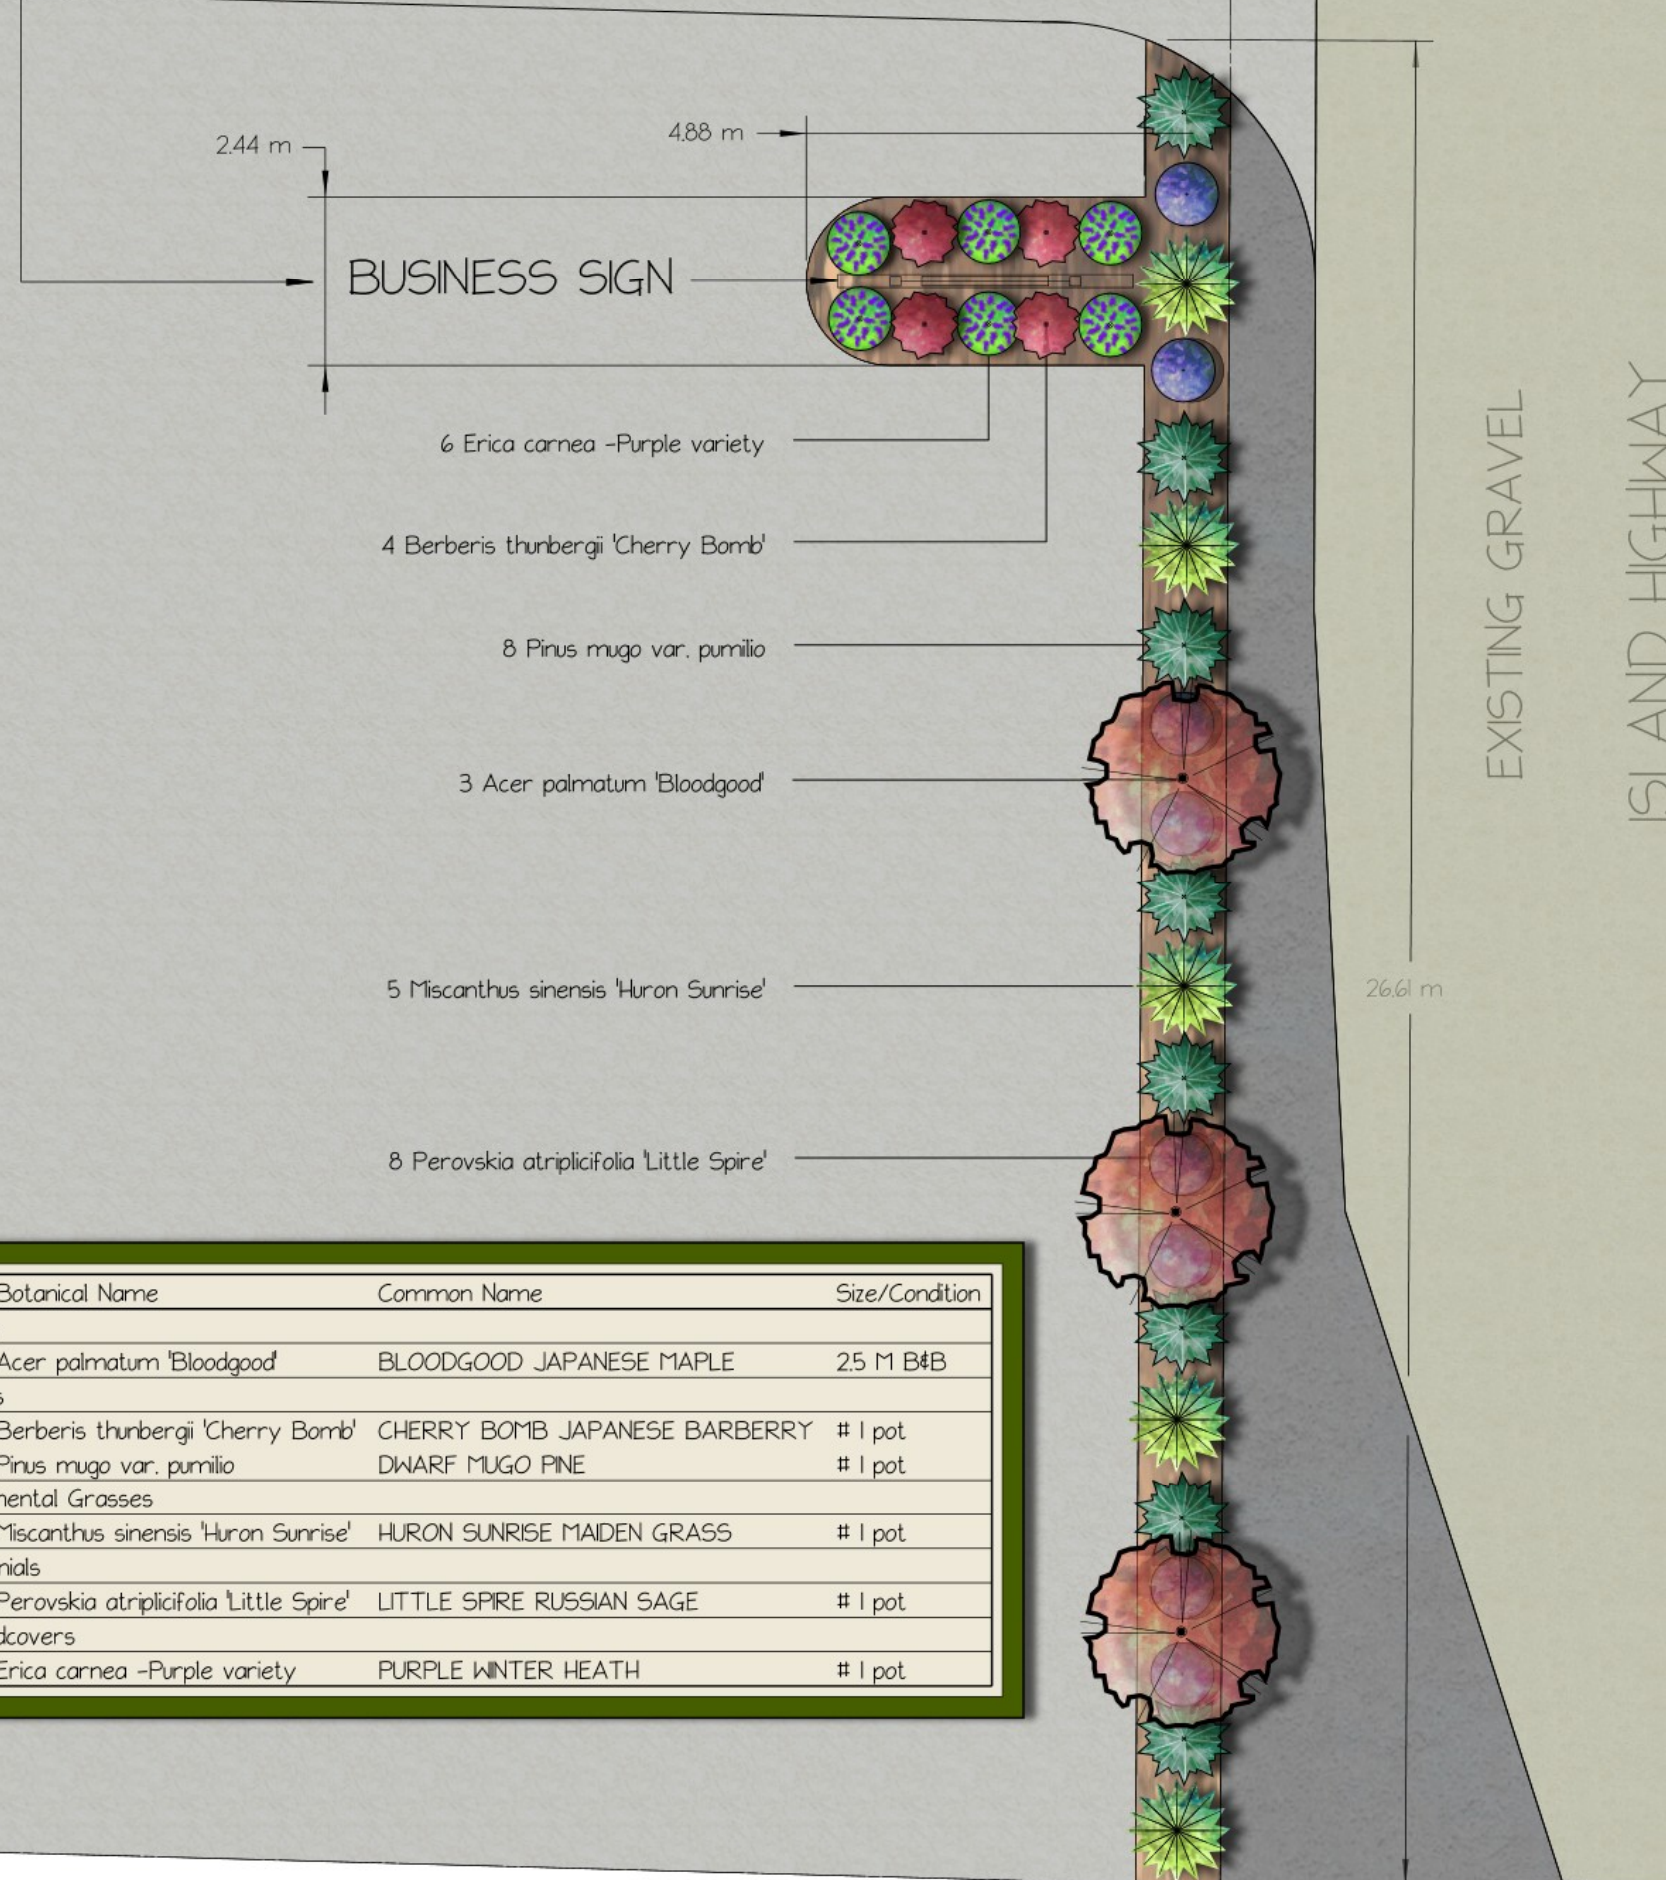 2.44 m
4.88 m
BUSINESS SIGN
6 Erica carnea -Purple variety
4 Berberis thunbergii 'Cherry Bomb'
8 Pinus mugo var. pumilio
3 Acer palmatum 'Bloodgood'
5 Miscanthus sinensis 'Huron Sunrise'
8 Perovskia atriplicifolia 'Little Spire'
EXISTING GRAVEL
ISLAND HIGHWAY
26.61 m
Botanical Name Common Name Size/Condition
Acer palmatum 'Bloodgood' BLOODGOOD JAPANESE MAPLE 2.5 M B&B
s
Berberis thunbergii 'Cherry Bomb' CHERRY BOMB JAPANESE BARBERRY # 1 pot
Pinus mugo var. pumilio DWARF MUGO PINE # 1 pot
mental Grasses
Miscanthus sinensis 'Huron Sunrise' HURON SUNRISE MAIDEN GRASS # 1 pot
nials
Perovskia atriplicifolia 'Little Spire' LITTLE SPIRE RUSSIAN SAGE # 1 pot
dcovers
Erica carnea -Purple variety PURPLE WINTER HEATH # 1 pot